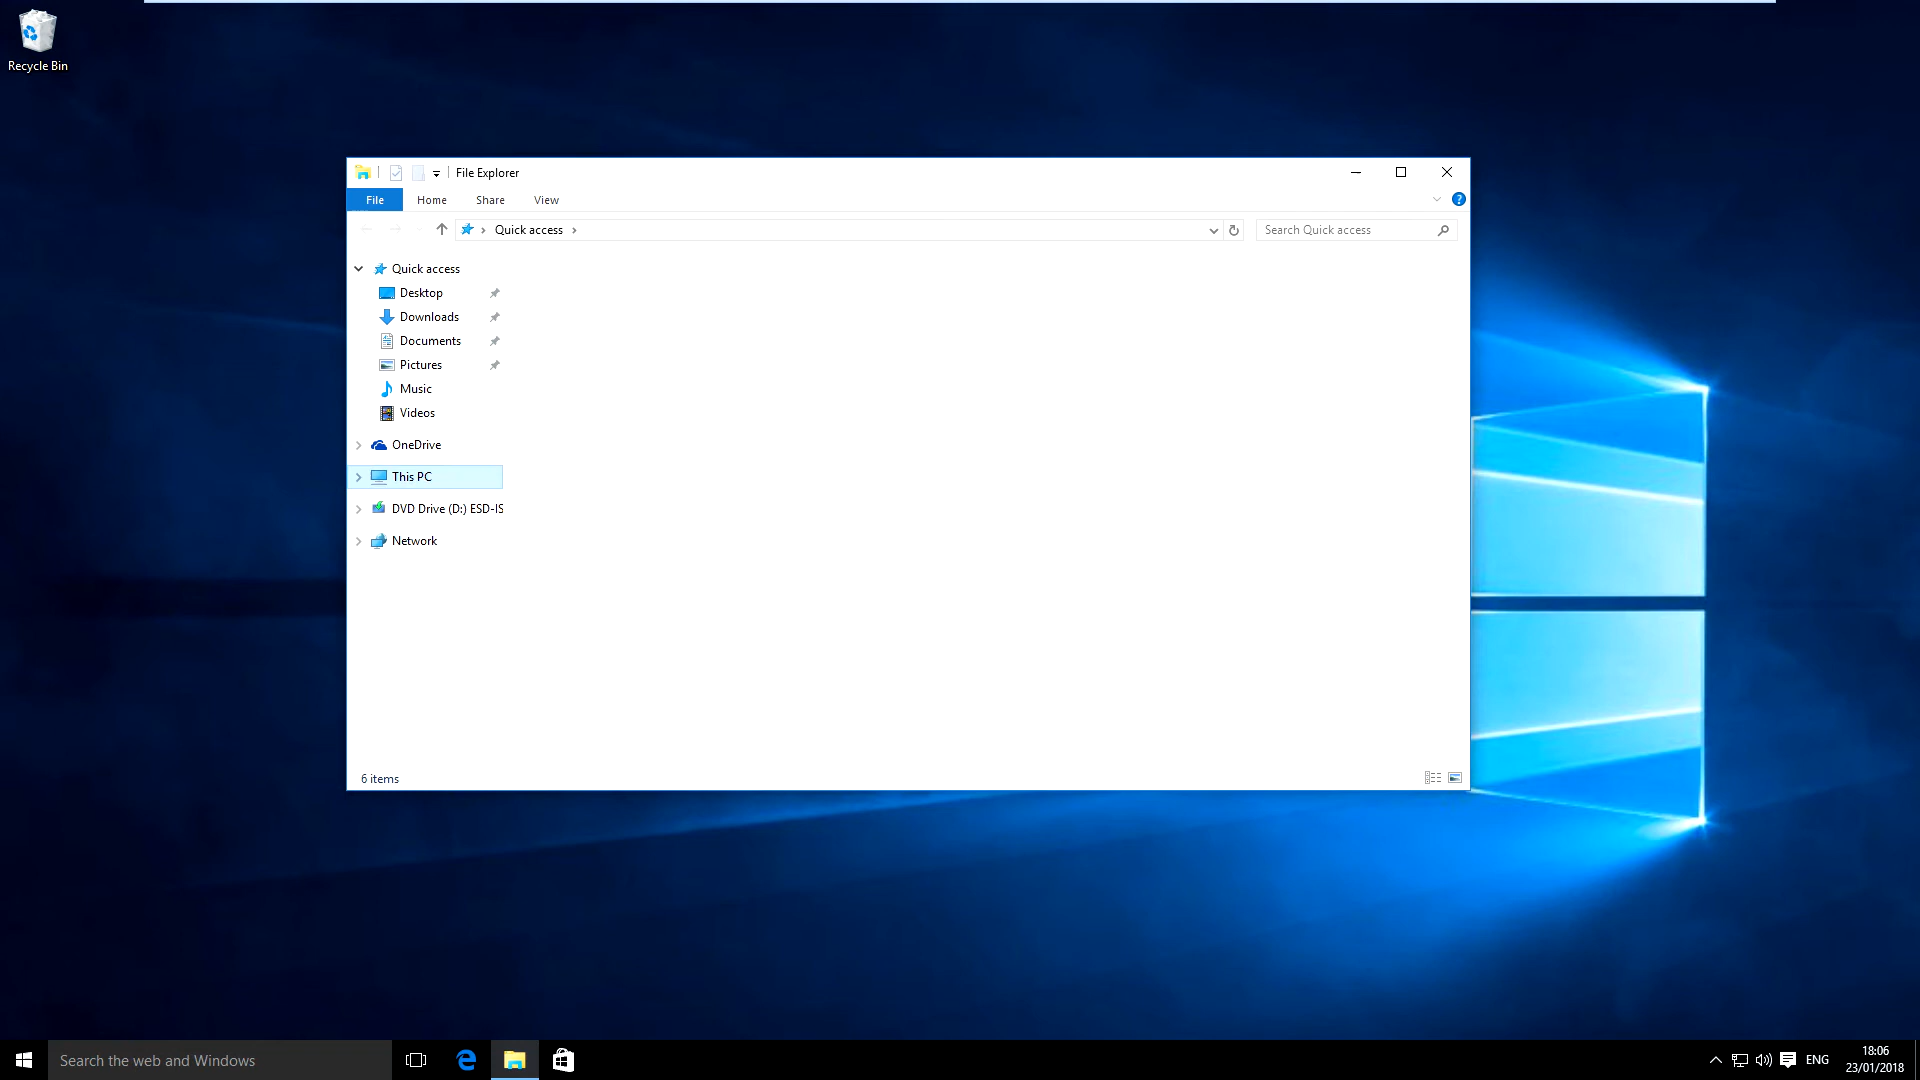 Recycle Bin
File Explorer
File Home Share View
Quick access
Search Quick access
Quick access
Desktop
Downloads
Documents
Pictures
Music
Videos
OneDrive
This PC
DVD Drive (D:) ESD-IS
Network
6 items
Search the web and Windows
ENG
18:06
23/01/2018